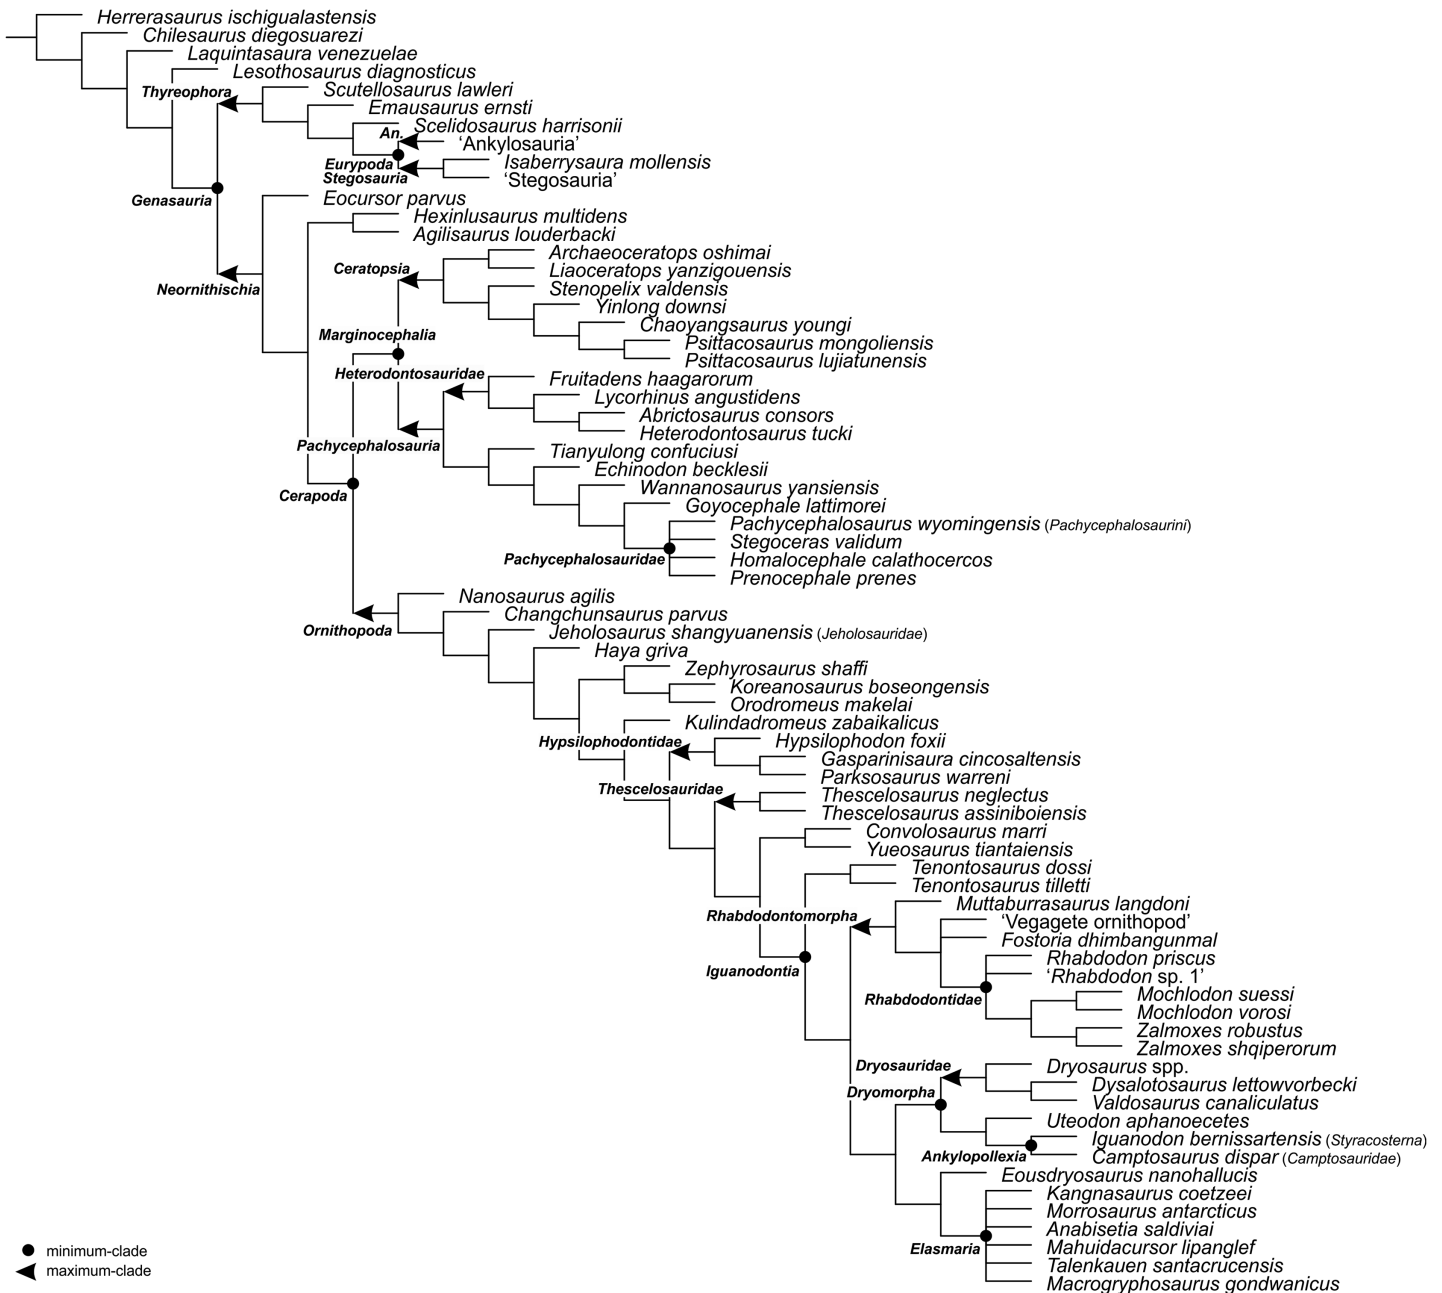 Herrerasaurus ischigualastensis
Chilesaurus diegosuarezi
Laquintasaura venezuelae
Lesothosaurus diagnosticus
Thyreophora
Scutellosaurus lawleri
Emausaurus ernsti
Scelidosaurus harrisonii
An.
‘Ankylosauria’
Eurypoda
Isaberrysaura mollensis
Stegosauria
‘Stegosauria’
Genasauria
Eocursor parvus
Hexinlusaurus multidens
Agilisaurus louderbacki
Archaeoceratops oshimai
Ceratopsia
Liaoceratops yanzigouensis
Neornithischia
Stenopelix valdensis
Yinlong downsi
Chaoyangsaurus youngi
Marginocephalia
Psittacosaurus mongoliensis
Psittacosaurus lujiatunensis
Heterodontosauridae
Fruitadens haagarorum
Lycorhinus angustidens
Abrictosaurus consors
Heterodontosaurus tucki
Pachycephalosauria
Tianyulong confuciusi
Echinodon becklesii
Wannanosaurus yansiensis
Cerapoda
Goyocephale lattimorei
Pachycephalosaurus wyomingensis (Pachycephalosaurini)
Stegoceras validum
Pachycephalosauridae
Homalocephale calathocercos
Prenocephale prenes
Nanosaurus agilis
Changchunsaurus parvus
Ornithopoda
Jeholosaurus shangyuanensis (Jeholosauridae)
Haya griva
Zephyrosaurus shaffi
Koreanosaurus boseongensis
Orodromeus makelai
Kulindadromeus zabaikalicus
Hypsilophodontidae
Hypsilophodon foxii
Gasparinisaura cincosaltensis
Parksosaurus warreni
Thescelosauridae
Thescelosaurus neglectus
Thescelosaurus assiniboiensis
Convolosaurus marri
Yueosaurus tiantaiensis
Tenontosaurus dossi
Tenontosaurus tilletti
Muttaburrasaurus langdoni
Rhabdodontomorpha
‘Vegagete ornithopod’
Fostoria dhimbangunmal
Rhabdodon priscus
Iguanodontia
‘Rhabdodon sp. 1’
Rhabdodontidae
Mochlodon suessi
Mochlodon vorosi
Zalmoxes robustus
Zalmoxes shqiperorum
Dryosauridae
Dryosaurus spp.
Dysalotosaurus lettowvorbecki
Dryomorpha
Valdosaurus canaliculatus
Uteodon aphanoecetes
Iguanodon bernissartensis (Styracosterna)
Ankylopollexia
Camptosaurus dispar (Camptosauridae)
Eousdryosaurus nanohallucis
Kangnasaurus coetzeei
Morrosaurus antarcticus
Anabisetia saldiviai
Elasmaria
Mahuidacursor lipanglef
Talenkauen santacrucensis
Macrogryphosaurus gondwanicus
minimum-clade
maximum-clade